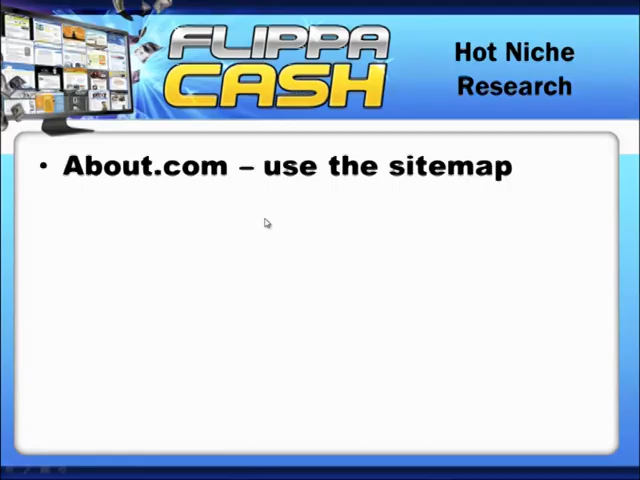 FLIPPA
CASH
Hot Niche
Research
• About.com – use the sitemap